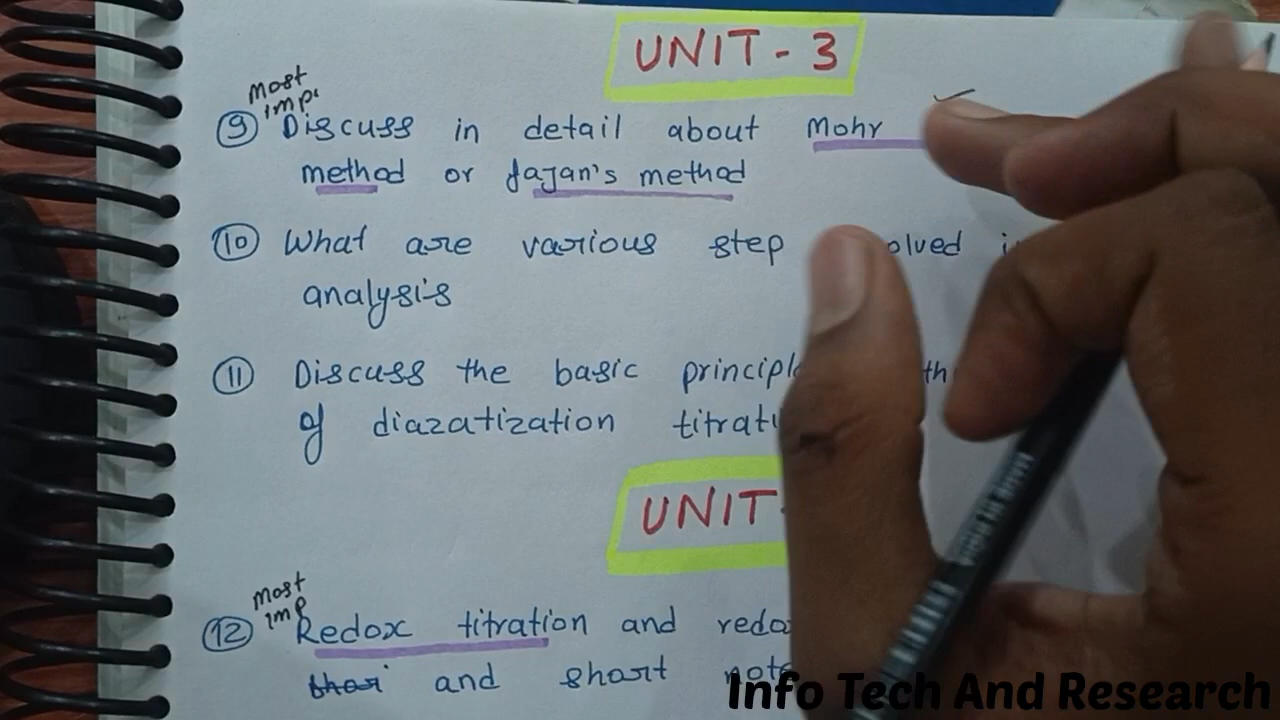 UNIT - 3
most
imp.
9 Discuss in detail about Mohr
method or fajan's method
10 What are various step olved
analysis
11 Discuss the basic principl
of diazatization titrati
UNIT
most
imp
12 Redox titration and redo
and short not
Info Tech And Research